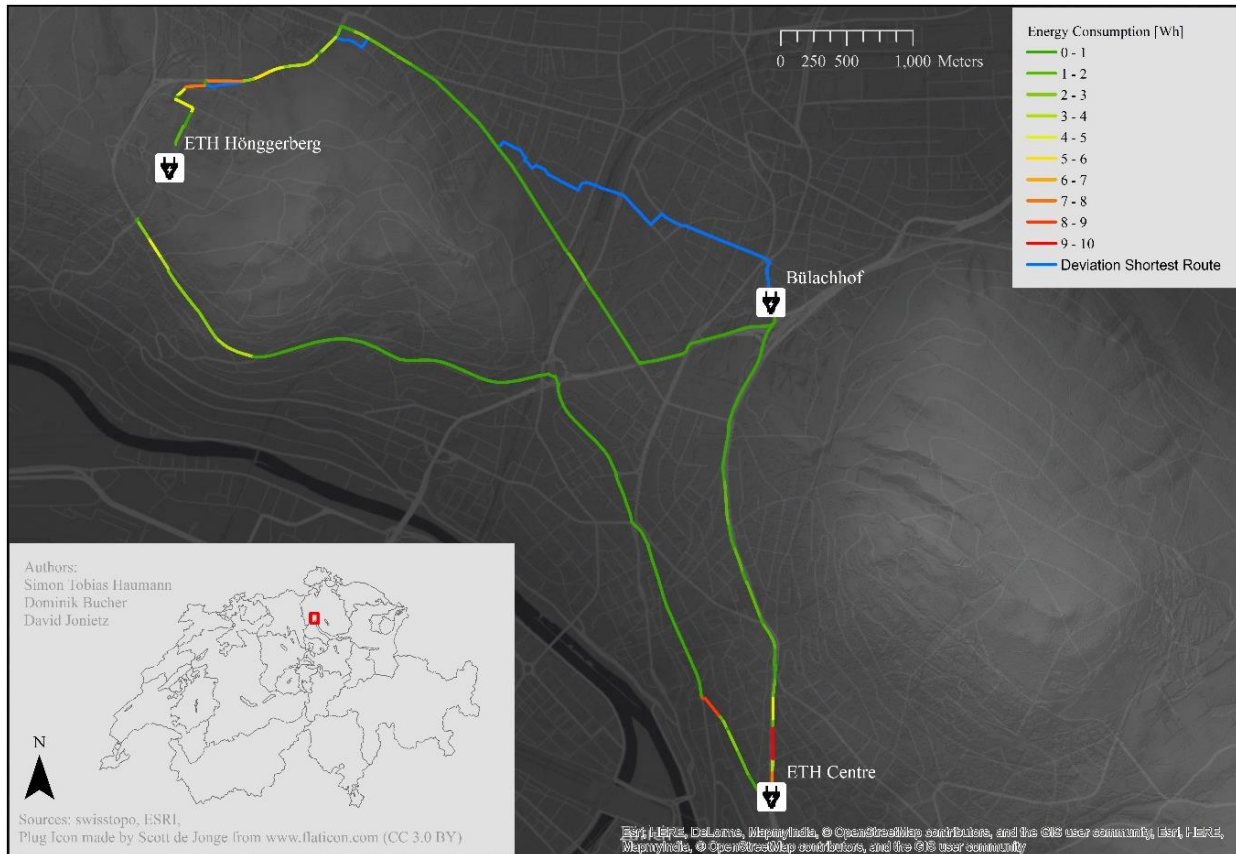 0 250 500 1,000 Meters
Energy Consumption [Wh]
0 - 1
1 - 2
2 - 3
3 - 4
4 - 5
5 - 6
6 - 7
7 - 8
8 - 9
9 - 10
Deviation Shortest Route
ETH Hönggerberg
Bülachhof
ETH Centre
Authors:
Simon Tobias Haumann
Dominik Bucher
David Jonietz
N
Sources: swisstopo, ESRI,
Plug Icon made by Scott de Jonge from www.flaticon.com (CC 3.0 BY)
Esri, HERE, DeLorme, MapmyIndia, © OpenStreetMap contributors, and the GIS user community, Esri, HERE,
MapmyIndia, © OpenStreetMap contributors, and the GIS user community